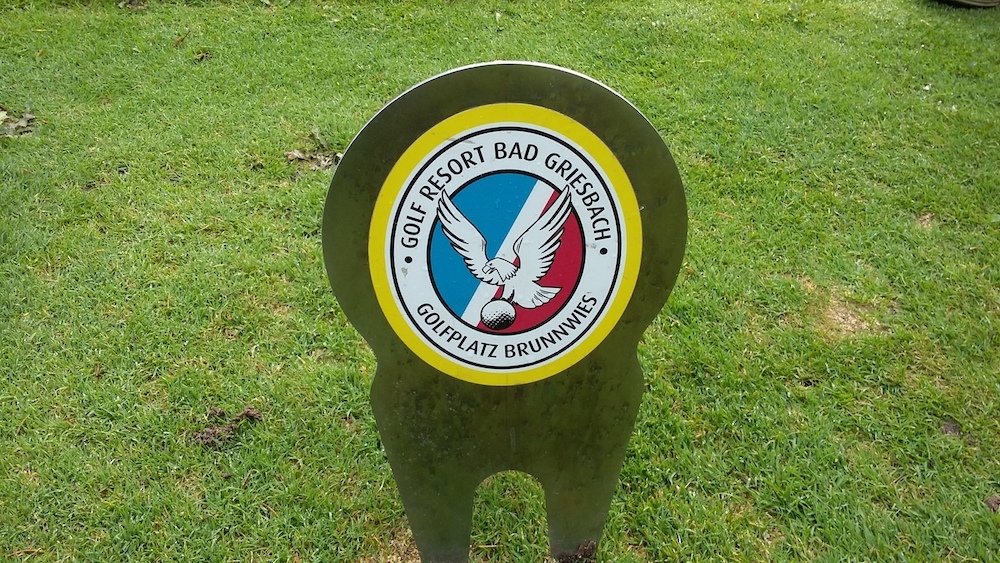 • GOLF RESORT BAD GRIESBACH •
GOLFPLATZ BRUNNWIES